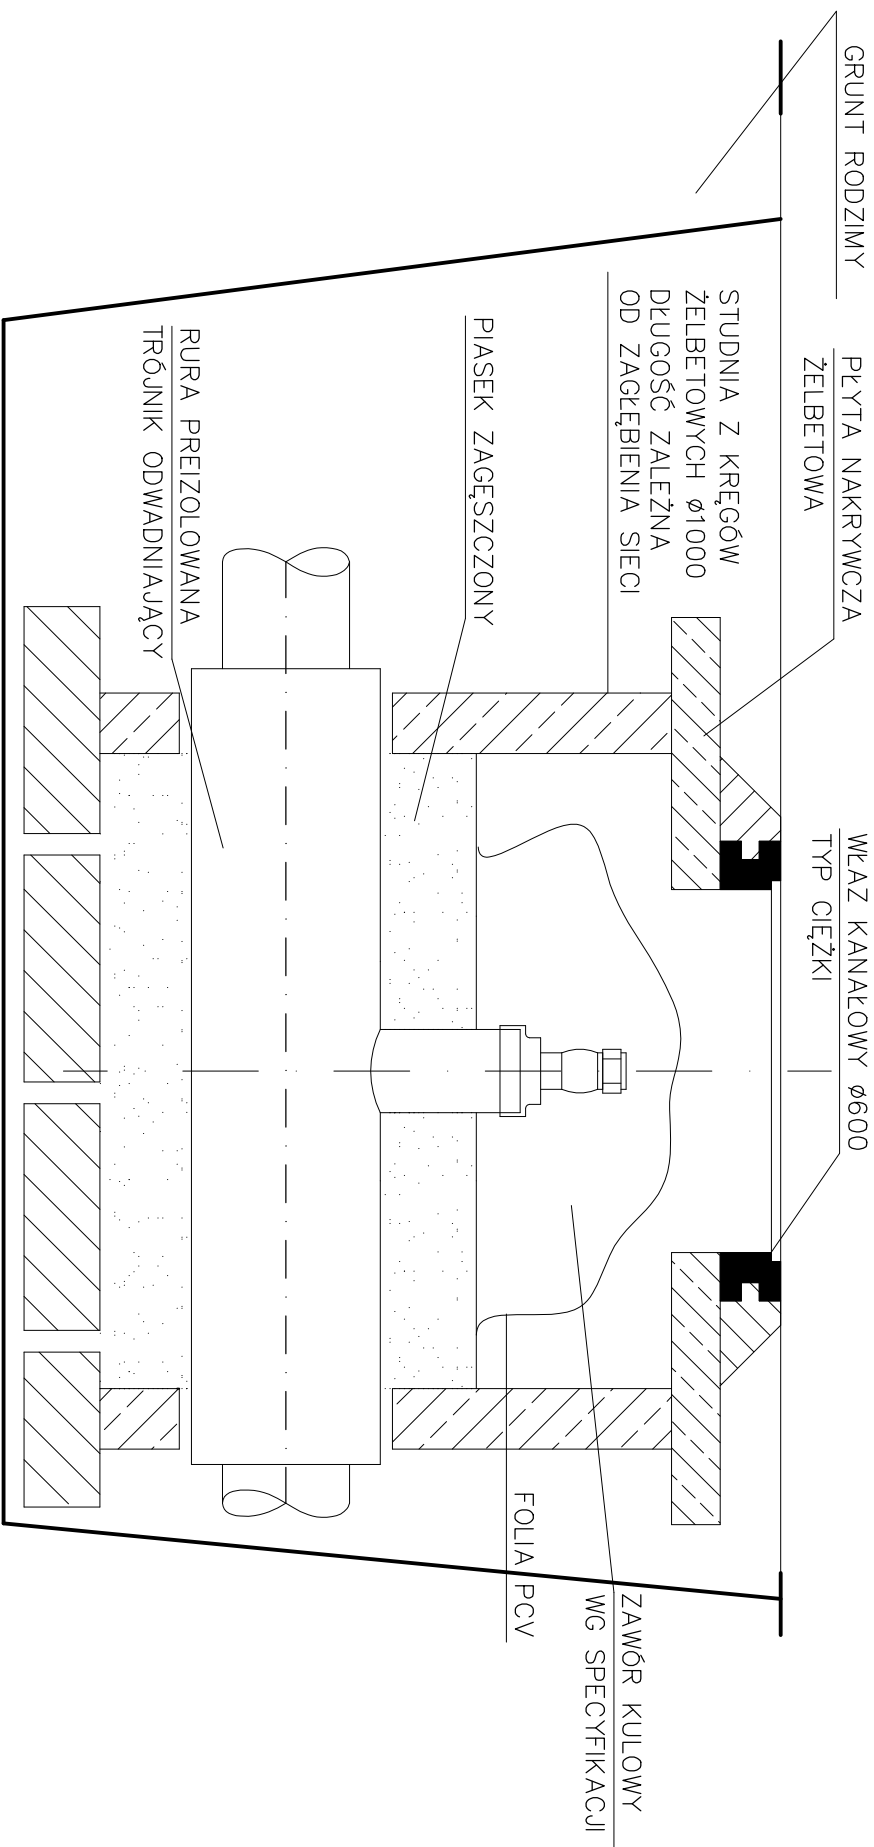 GRUNT RODZIMY
PŁYTA NAKRYWCZA
ŻELBETOWA
WŁAZ KANAŁOWY Ø600
TYP CIĘŻKI
STUDNIA Z KRĘGÓW
ŻELBETOWYCH Ø1000
DŁUGOŚĆ ZALEŻNA
OD ZAGŁĘBIENIA SIECI
PIASEK ZAGĘSZCZONY
RURA PREIZOLOWANA
TRÓJNIK ODWADNIAJĄCY
ZAWÓR KULOWY
WG SPECYFIKACJI
FOLIA PCV